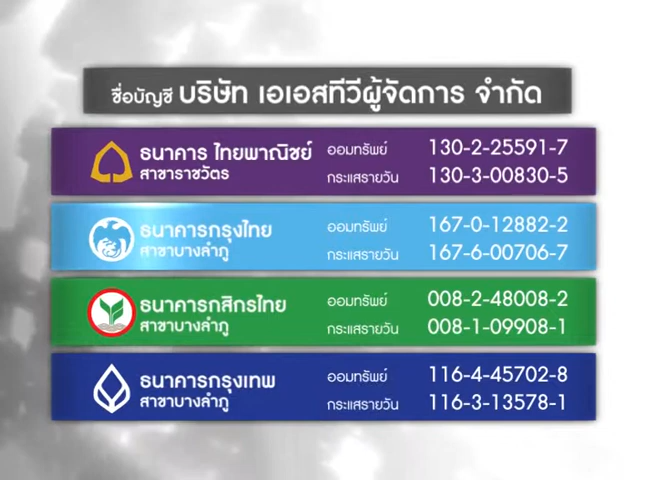 ชื่อบัญชี บริษัท เอเอสทีวีผู้จัดการ จำกัด
ธนาคาร ไทยพาณิชย์ ออมทรัพย์ 130-2-25591-7
สาขาราชวัตร กระแสรายวัน 130-3-00830-5
ธนาคารกรุงไทย ออมทรัพย์ 167-0-12882-2
สาขาบางลำภู กระแสรายวัน 167-6-00706-7
ธนาคารกสิกรไทย ออมทรัพย์ 008-2-48008-2
สาขาบางลำภู กระแสรายวัน 008-1-09908-1
ธนาคารกรุงเทพ ออมทรัพย์ 116-4-45702-8
สาขาบางลำภู กระแสรายวัน 116-3-13578-1